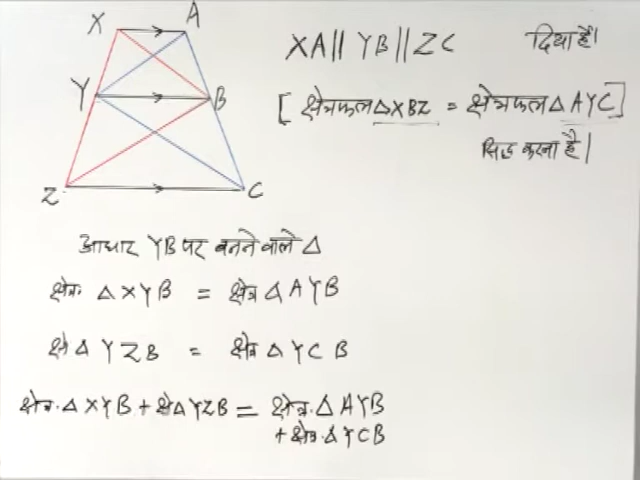 X A
Y B
Z C
XA || YB || ZC दिया है।
[ क्षेत्रफल △XBZ = क्षेत्रफल △AYC ]
सिद्ध करना है।
आधार YB पर बनने वाले △
क्षेत्र. △XYB = क्षेत्र △AYB
क्षे △YZB = क्षेत्र △YCB
क्षेत्र. △XYB + क्षे△YZB = क्षेत्र. △AYB
+ क्षेत्र. △YCB